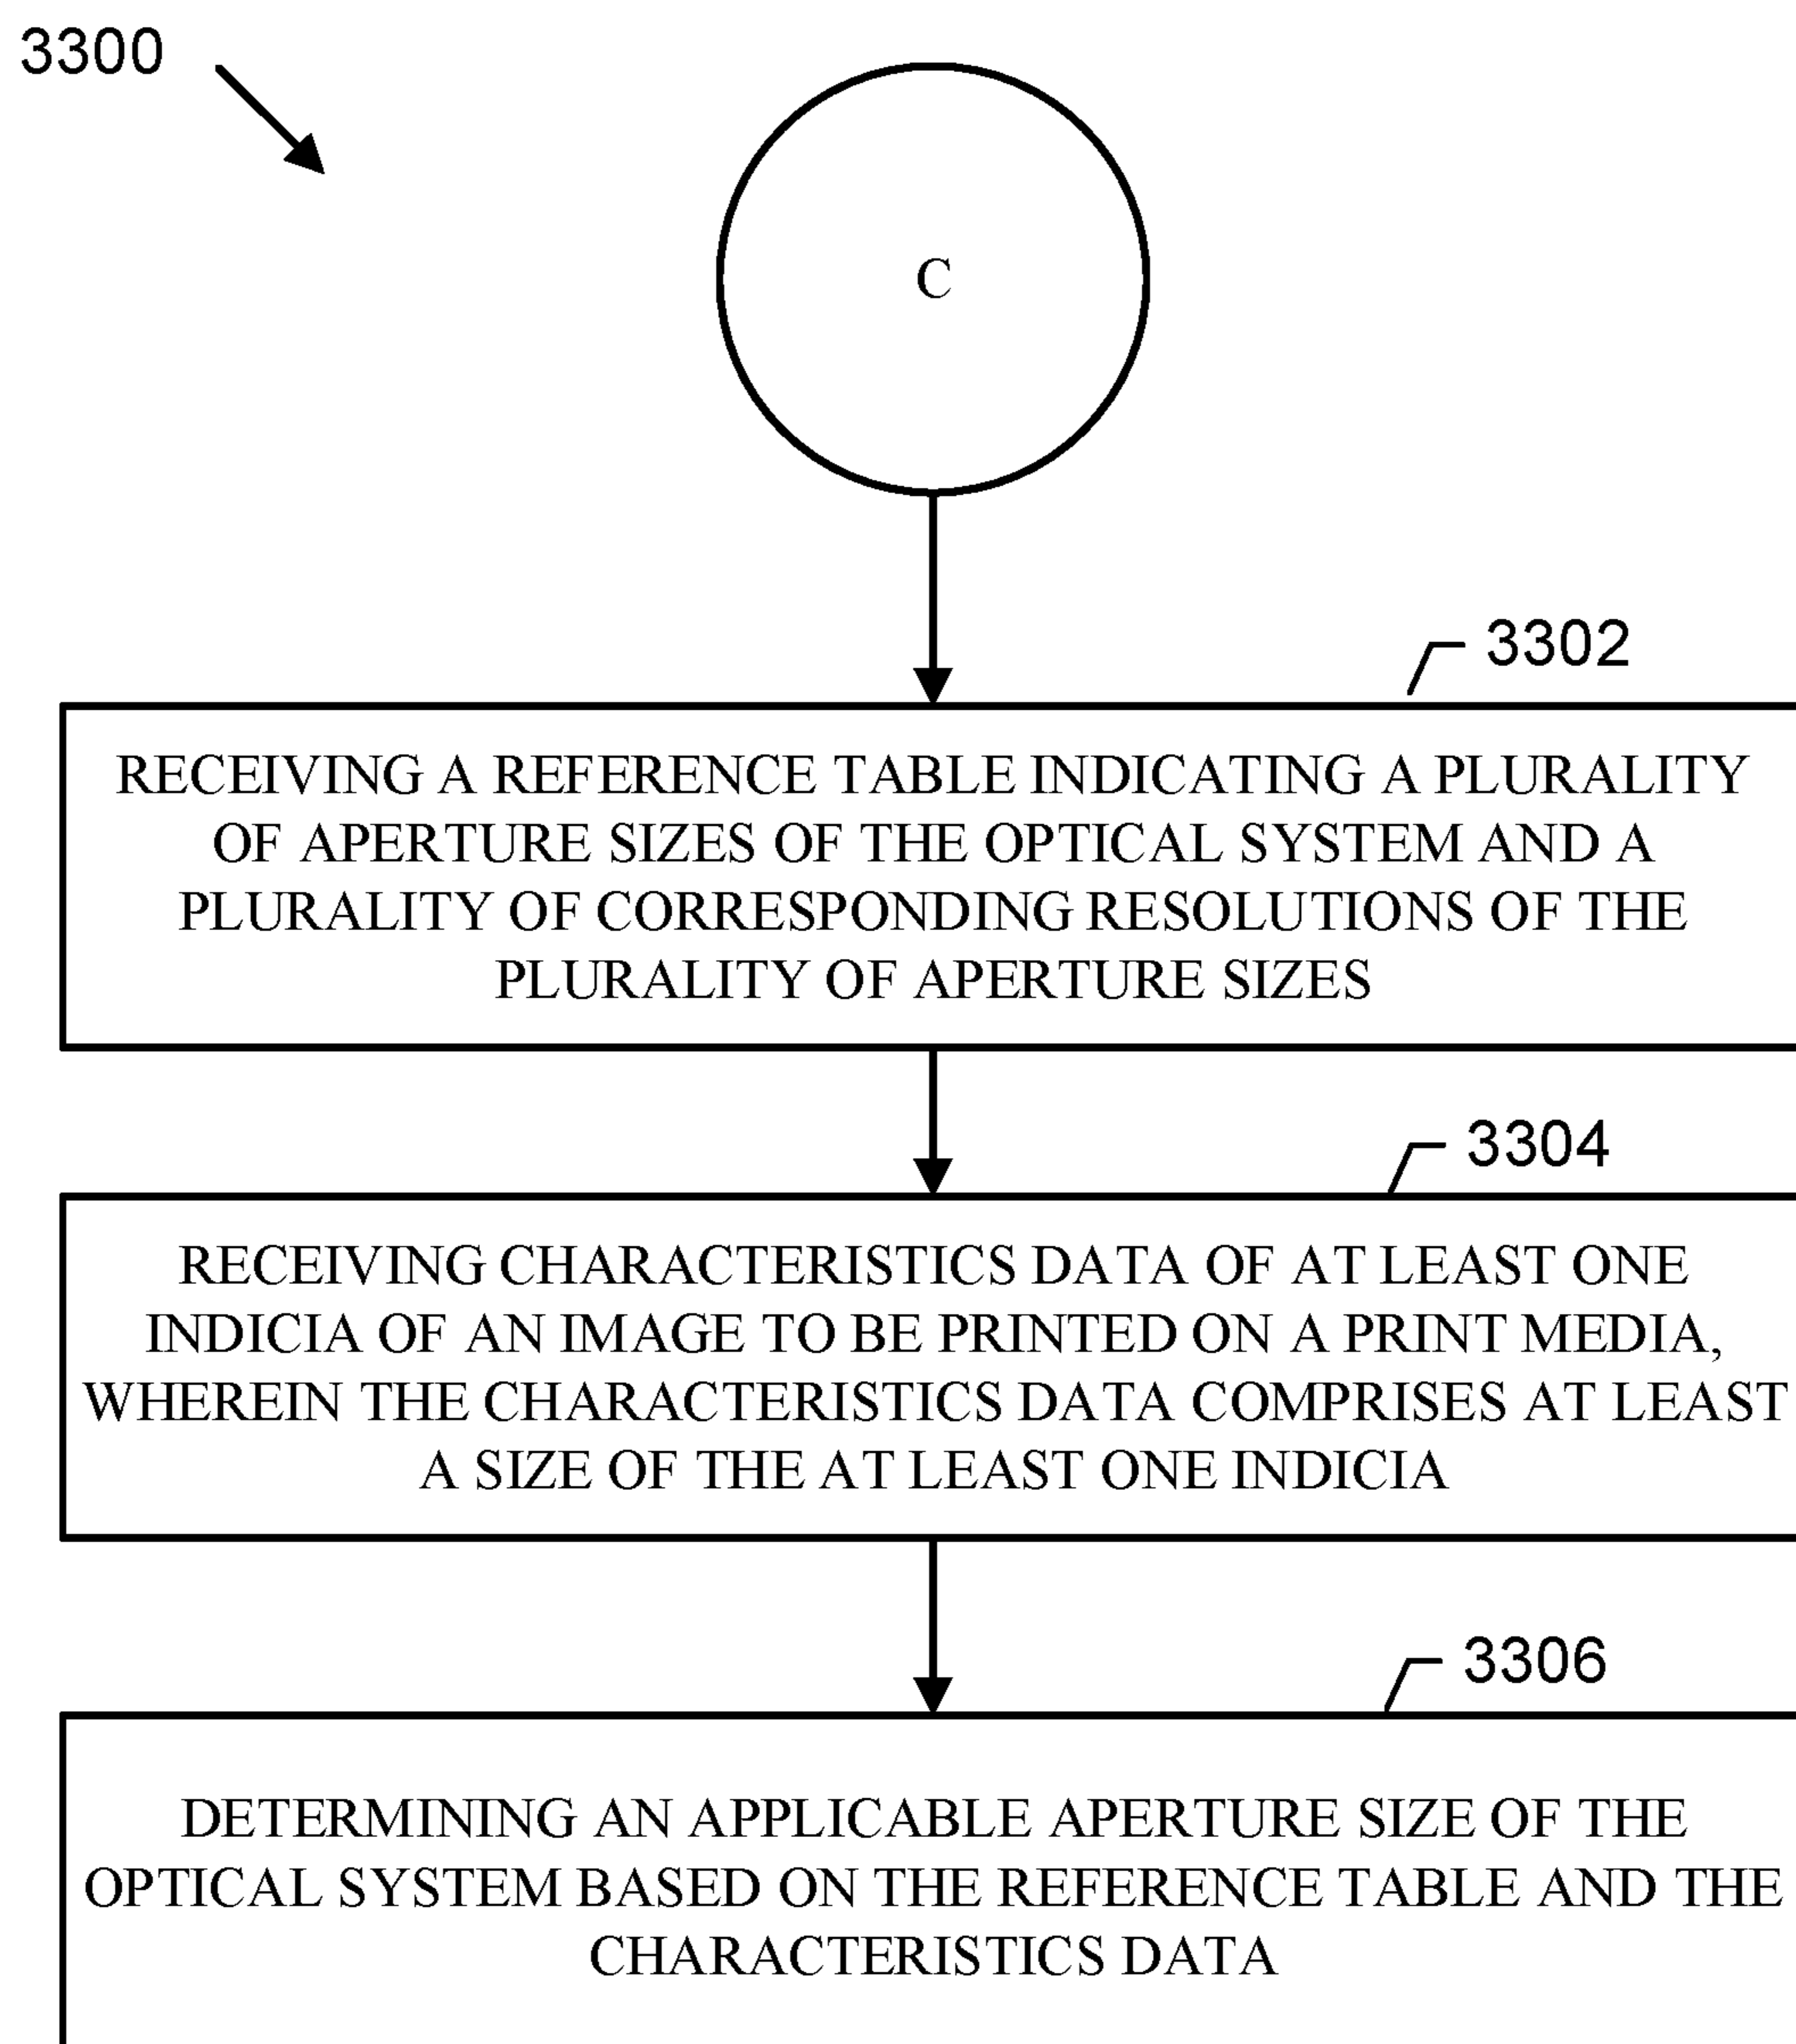 3300
C
3302
RECEIVING A REFERENCE TABLE INDICATING A PLURALITY
OF APERTURE SIZES OF THE OPTICAL SYSTEM AND A
PLURALITY OF CORRESPONDING RESOLUTIONS OF THE
PLURALITY OF APERTURE SIZES
3304
RECEIVING CHARACTERISTICS DATA OF AT LEAST ONE
INDICIA OF AN IMAGE TO BE PRINTED ON A PRINT MEDIA,
WHEREIN THE CHARACTERISTICS DATA COMPRISES AT LEAST
A SIZE OF THE AT LEAST ONE INDICIA
3306
DETERMINING AN APPLICABLE APERTURE SIZE OF THE
OPTICAL SYSTEM BASED ON THE REFERENCE TABLE AND THE
CHARACTERISTICS DATA